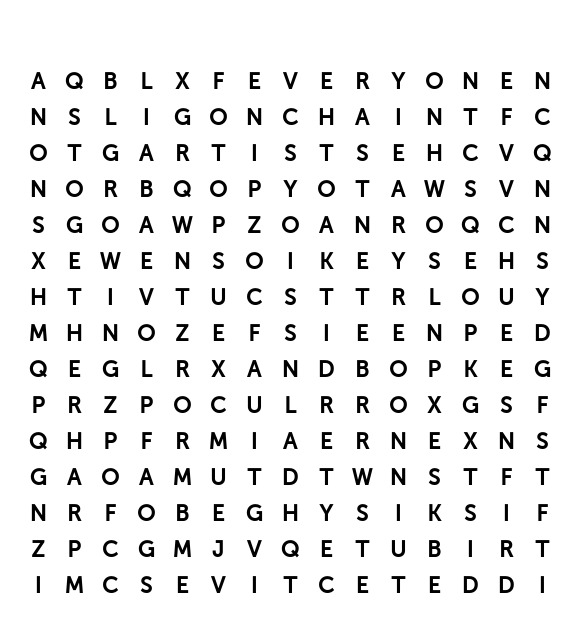 A Q B L X F E V E R Y O N E N
N S L I G O N C H A I N T F C
O T G A R T I S T S E H C V Q
N O R B Q O P Y O T A W S V N
S G O A W P Z O A N R O Q C N
X E W E N S O I K E Y S E H S
H T I V T U C S T T R L O U Y
M H N O Z E F S I E E N P E D
Q E G L R X A N D B O P K E G
P R Z P O C U L R R O X G S F
Q H P F R M I A E R N E X N S
G A O A M U T D T W N S T F T
N R F O B E G H Y S I K S I F
Z P C G M J V Q E T U B I R T
I M C S E V I T C E T E D D I